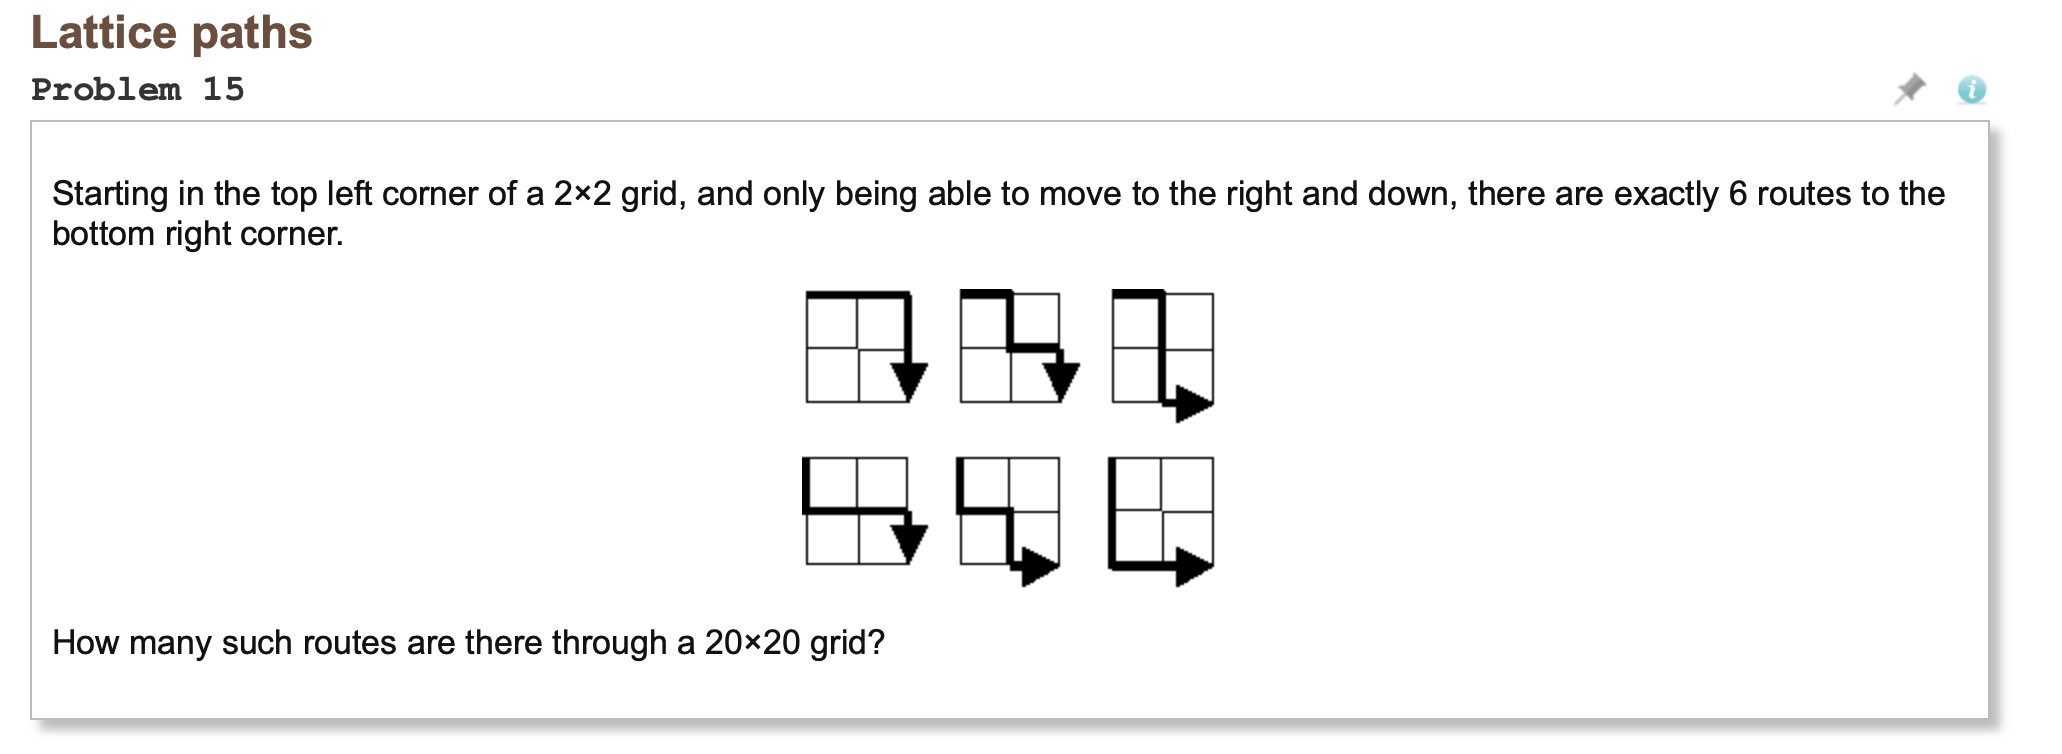 Lattice paths
Problem 15
i
Starting in the top left corner of a 2×2 grid, and only being able to move to the right and down, there are exactly 6 routes to the
bottom right corner.
How many such routes are there through a 20×20 grid?